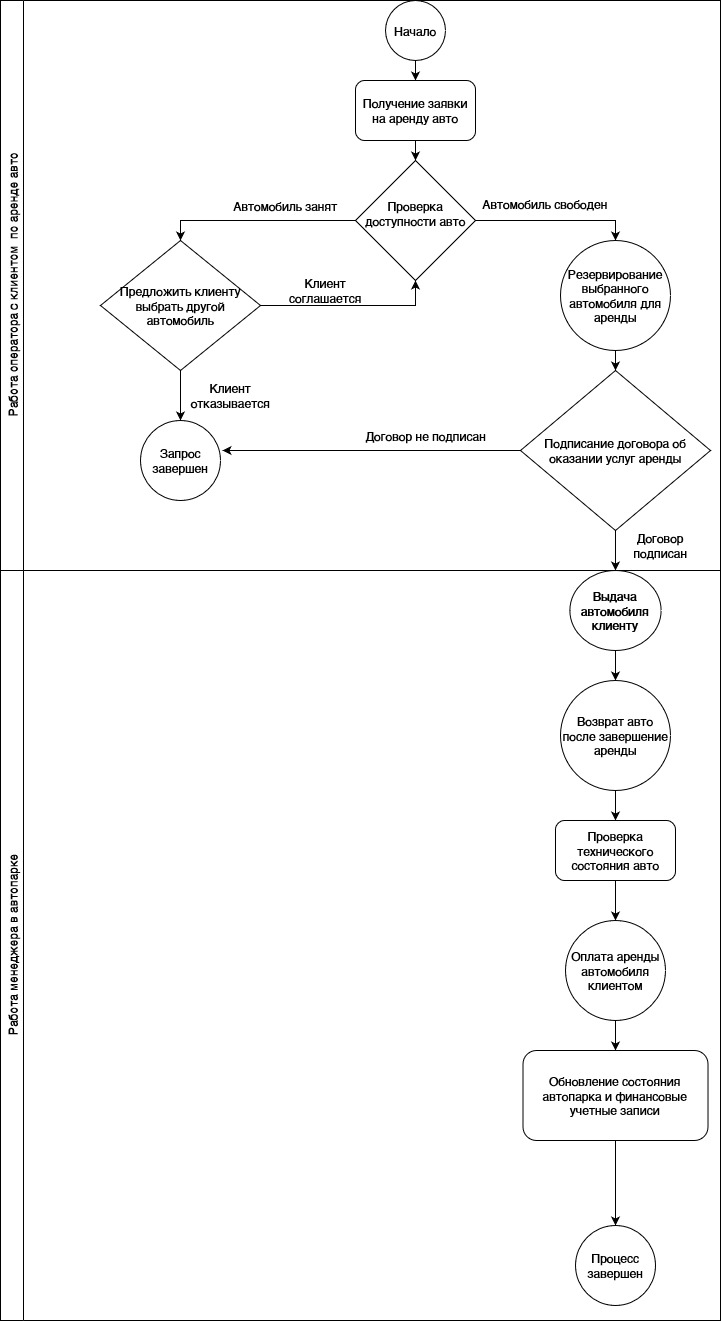 Начало
Получение заявки
на аренду авто
Проверка
доступности авто
Автомобиль занят
Автомобиль свободен
Предложить клиенту
выбрать другой
автомобиль
Клиент
соглашается
Резервирование
выбранного
автомобиля для
аренды
Клиент
отказывается
Запрос
завершен
Договор не подписан
Подписание договора об
оказании услуг аренды
Договор
подписан
Работа оператора с клиентом по аренде авто
Выдача
автомобиля
клиенту
Возврат авто
после завершение
аренды
Проверка
технического
состояния авто
Оплата аренды
автомобиля
клиентом
Обновление состояния
автопарка и финансовые
учетные записи
Процесс
завершен
Работа менеджера в автопарке